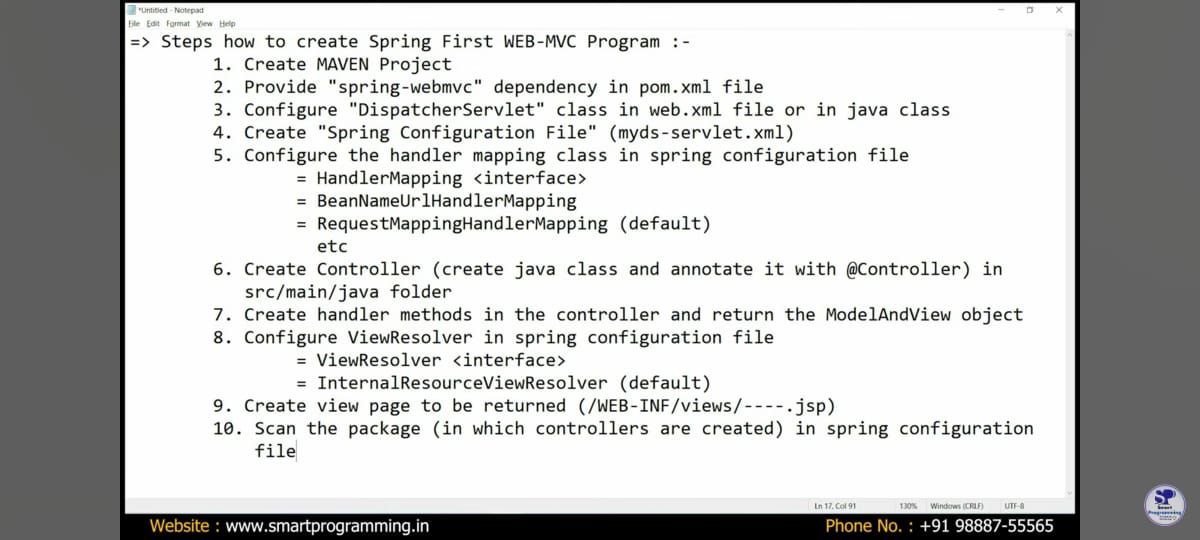 *Untitled - Notepad
File Edit Format View Help
=> Steps how to create Spring First WEB-MVC Program :-
1. Create MAVEN Project
2. Provide "spring-webmvc" dependency in pom.xml file
3. Configure "DispatcherServlet" class in web.xml file or in java class
4. Create "Spring Configuration File" (myds-servlet.xml)
5. Configure the handler mapping class in spring configuration file
= HandlerMapping <interface>
= BeanNameUrlHandlerMapping
= RequestMappingHandlerMapping (default)
etc
6. Create Controller (create java class and annotate it with @Controller) in
src/main/java folder
7. Create handler methods in the controller and return the ModelAndView object
8. Configure ViewResolver in spring configuration file
= ViewResolver <interface>
= InternalResourceViewResolver (default)
9. Create view page to be returned (/WEB-INF/views/----.jsp)
10. Scan the package (in which controllers are created) in spring configuration
file
Ln 17, Col 91 130% Windows (CRLF) UTF-8
Website : www.smartprogramming.in
Phone No. : +91 98887-55565
SP
Smart
Programming